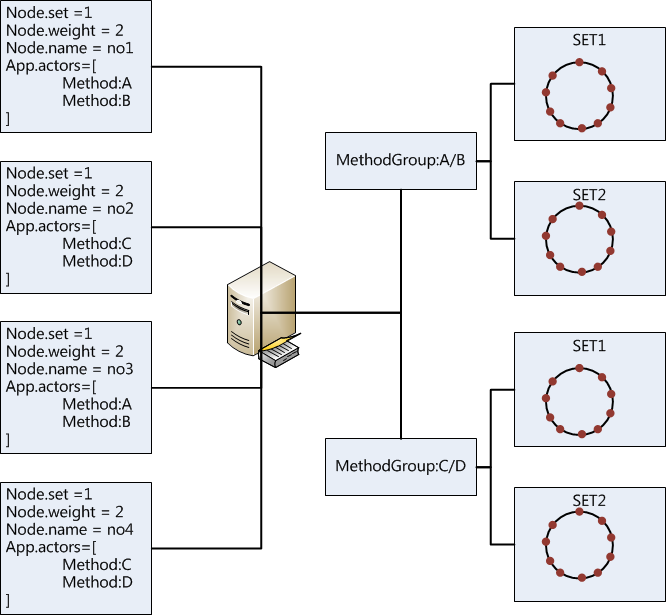 Node.set =1
Node.weight = 2
Node.name = no1
App.actors=[
Method:A
Method:B
]
Node.set =1
Node.weight = 2
Node.name = no2
App.actors=[
Method:C
Method:D
]
Node.set =1
Node.weight = 2
Node.name = no3
App.actors=[
Method:A
Method:B
]
Node.set =1
Node.weight = 2
Node.name = no4
App.actors=[
Method:C
Method:D
]
MethodGroup:A/B
MethodGroup:C/D
SET1
SET2
SET1
SET2